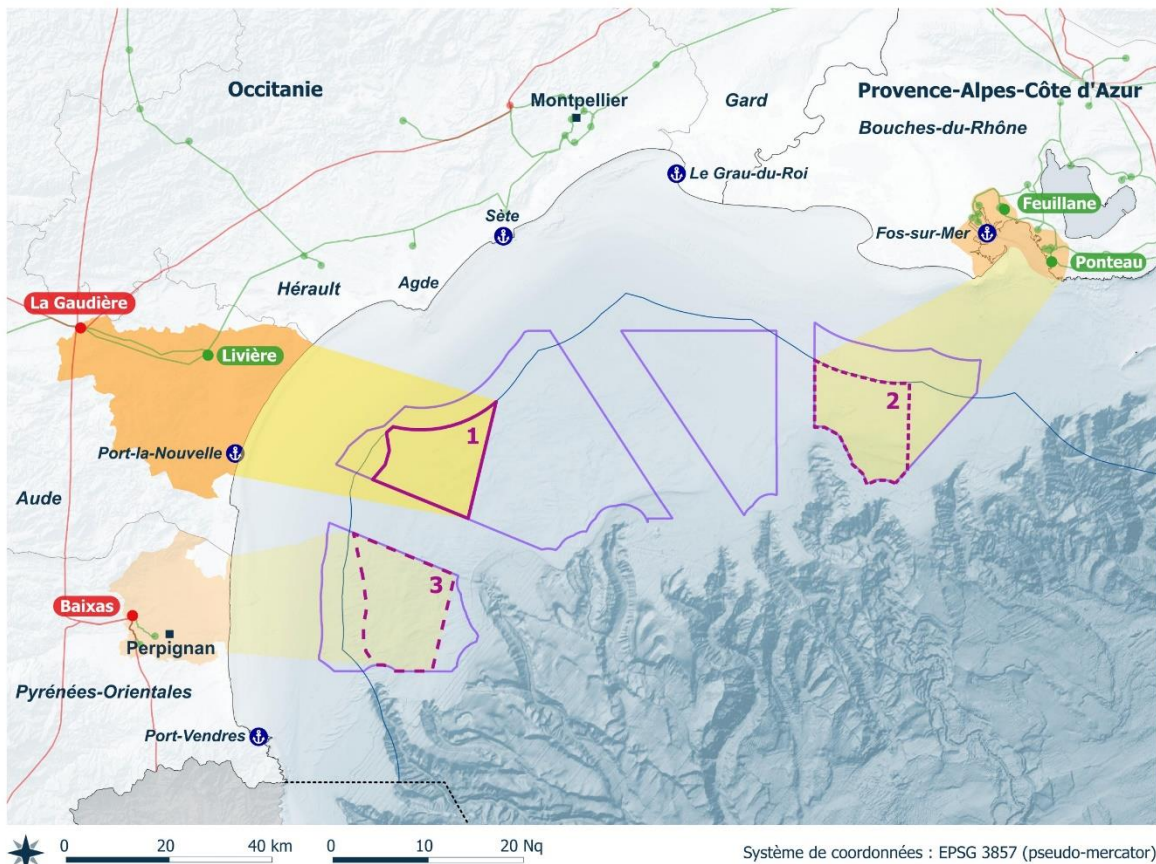 Occitanie
Montpellier
Gard
Provence-Alpes-Côte d'Azur
Bouches-du-Rhône
Le Grau-du-Roi
Feuillane
Sète
Fos-sur-Mer
Ponteau
Agde
Hérault
La Gaudière
Livière
1
2
Port-la-Nouvelle
Aude
3
Baixas
Perpignan
Pyrénées-Orientales
Port-Vendres
0 20 40 km
0 10 20 Nq
Système de coordonnées : EPSG 3857 (pseudo-mercator)